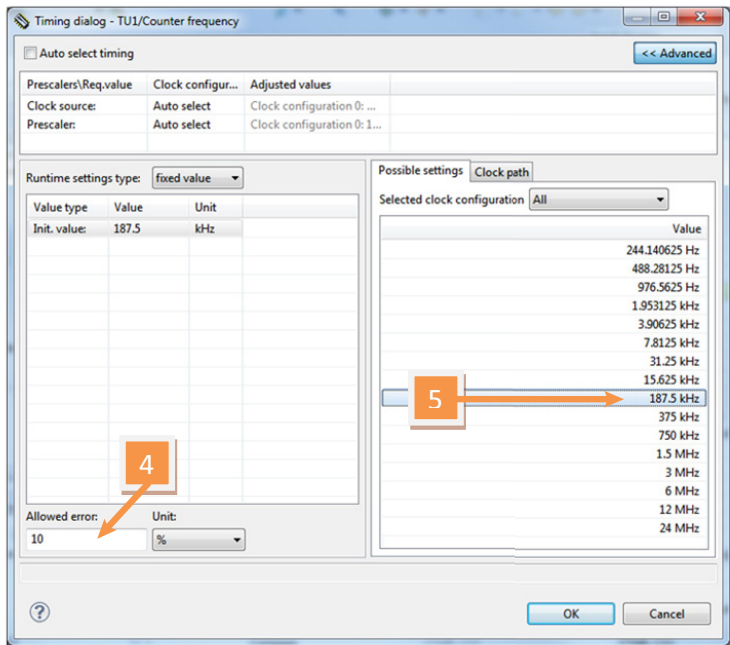 Timing dialog - TU1/Counter frequency
Auto select timing
<< Advanced
Prescalers\Req.value Clock configur... Adjusted values
Clock source: Auto select Clock configuration 0: ...
Prescaler: Auto select Clock configuration 0: 1...
Runtime settings type: fixed value
Value type Value Unit
Init. value: 187.5 kHz
4
Allowed error: Unit:
10 %
Possible settings Clock path
Selected clock configuration All
Value
244.140625 Hz
488.28125 Hz
976.5625 Hz
1.953125 kHz
3.90625 kHz
7.8125 kHz
31.25 kHz
15.625 kHz
5 187.5 kHz
375 kHz
750 kHz
1.5 MHz
3 MHz
6 MHz
12 MHz
24 MHz
?
OK Cancel